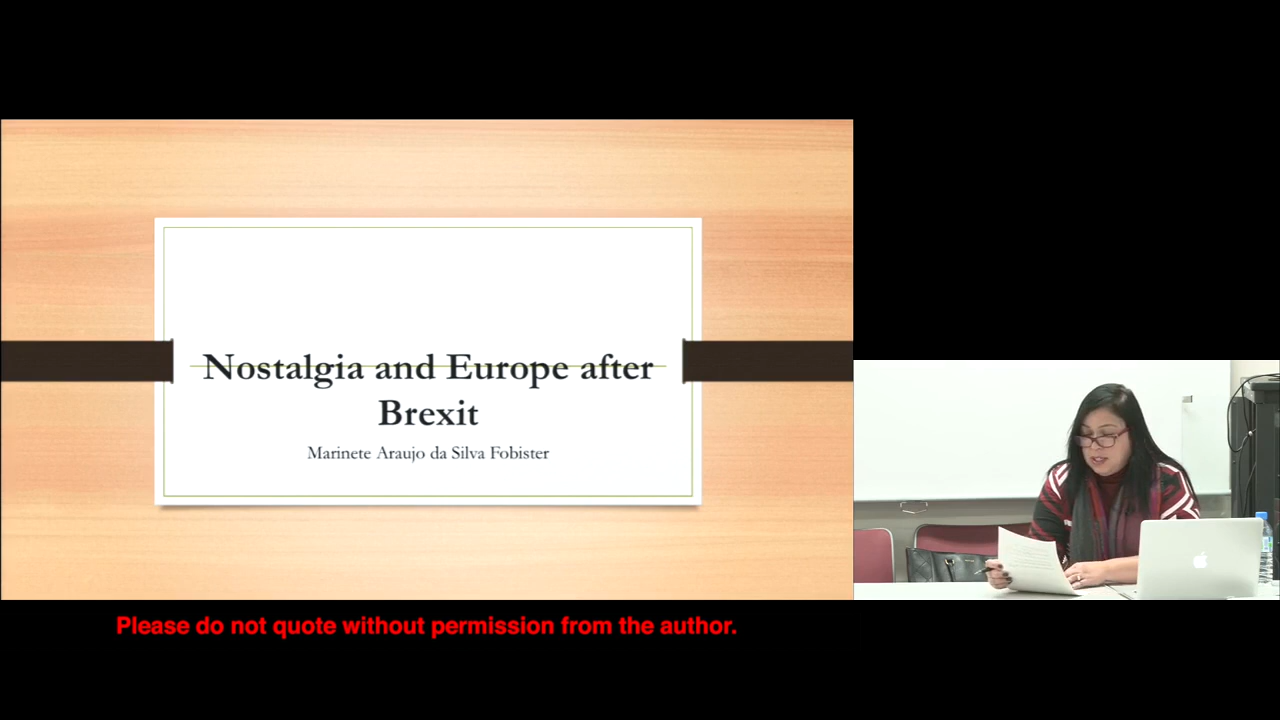 Nostalgia and Europe after
Brexit
Marinete Araujo da Silva Fobister
Please do not quote without permission from the author.